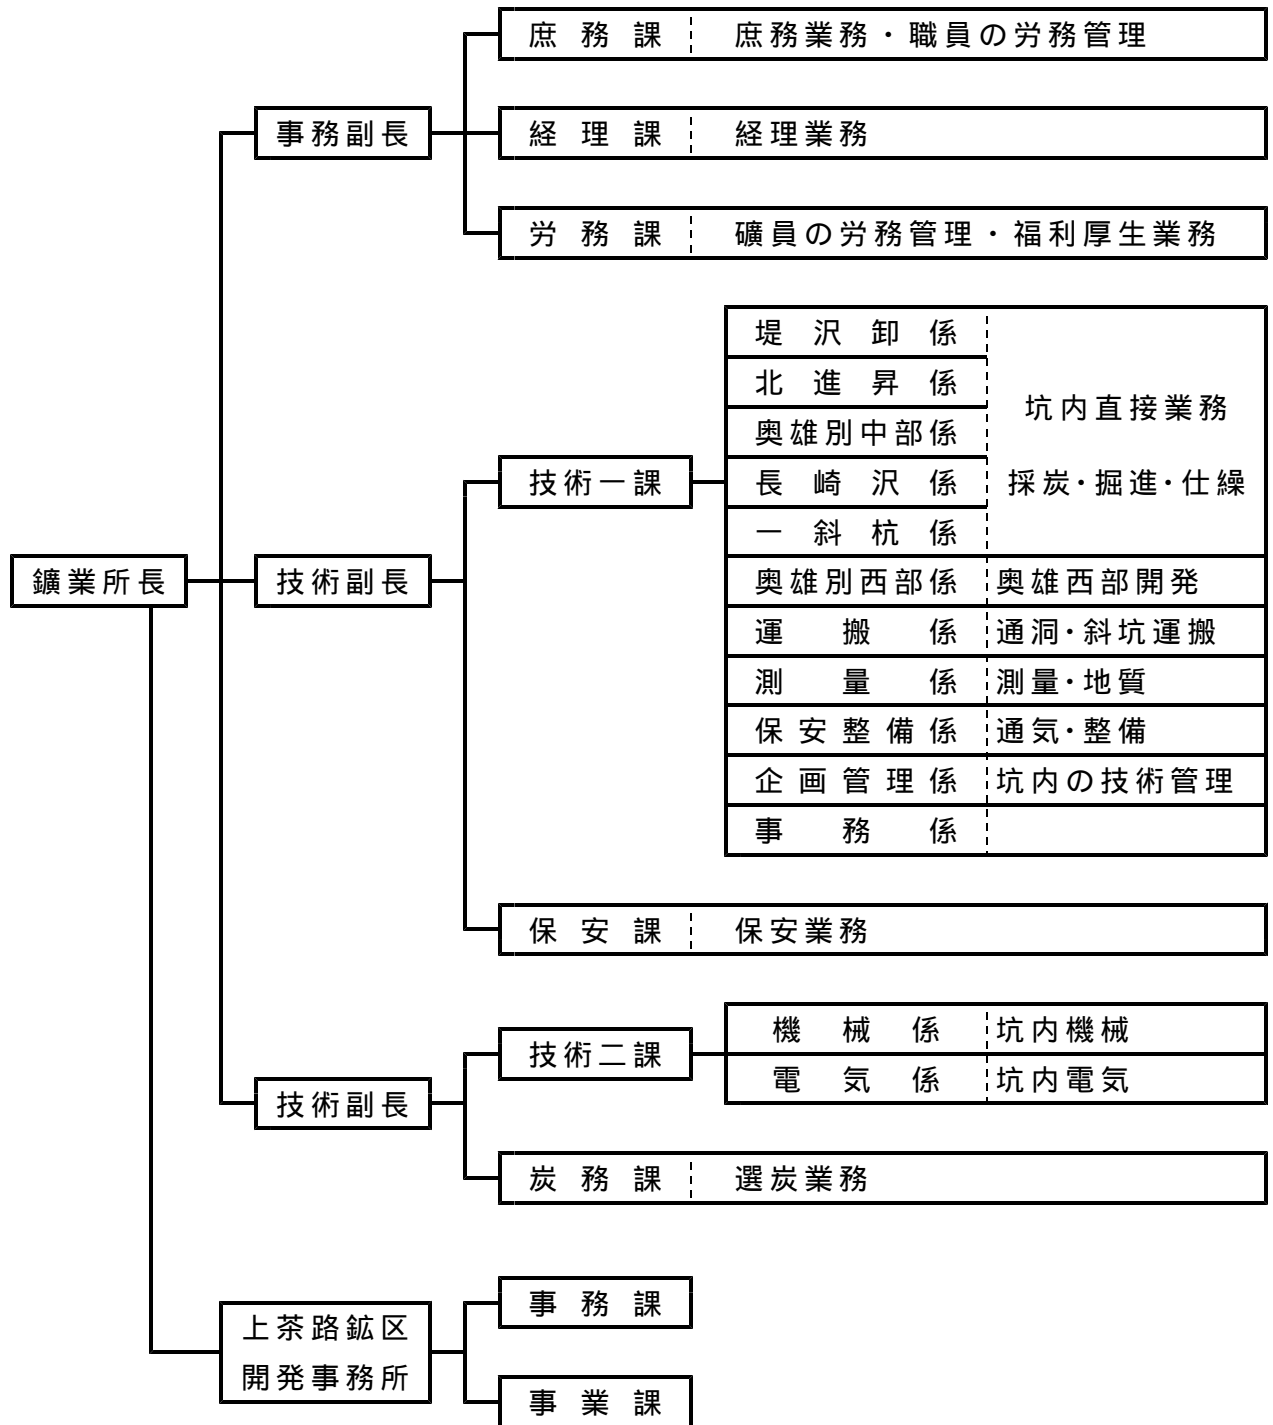 庶務課 庶務業務・職員の労務管理
事務副長
経理課 経理業務
労務課 礦員の労務管理・福利厚生業務
堤沢卸係
北進昇係
奥雄別中部係
長崎沢係
一斜杭係
坑内直接業務
採炭・掘進・仕繰
技術一課
鑛業所長
技術副長
奥雄別西部係 奥雄西部開発
運搬係 通洞・斜坑運搬
測量係 測量・地質
保安整備係 通気・整備
企画管理係 坑内の技術管理
事務係
保安課 保安業務
技術二課
機械係 坑内機械
電気係 坑内電気
技術副長
炭務課 選炭業務
上茶路鉱区
開発事務所
事務課
事業課